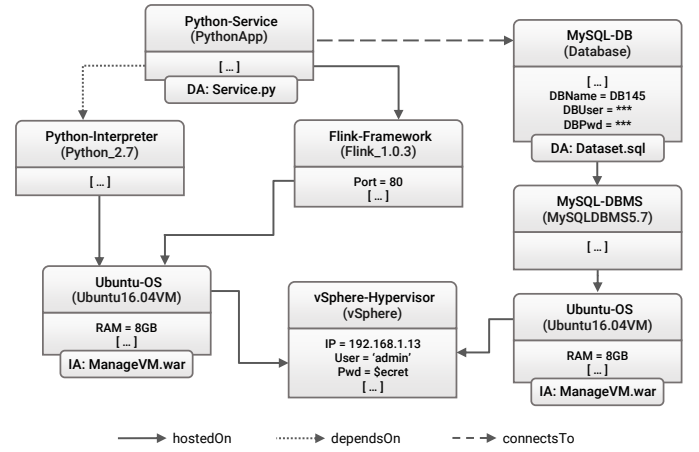 Python-Service
(PythonApp)
[ ... ]
DA: Service.py
MySQL-DB
(Database)
[ ... ]
DBName = DB145
DBUser = ***
DBPwd = ***
DA: Dataset.sql
Python-Interpreter
(Python_2.7)
[ ... ]
Flink-Framework
(Flink_1.0.3)
Port = 80
[ ... ]
MySQL-DBMS
(MySQLDBMS5.7)
[ ... ]
Ubuntu-OS
(Ubuntu16.04VM)
RAM = 8GB
[ ... ]
IA: ManageVM.war
vSphere-Hypervisor
(vSphere)
IP = 192.168.1.13
User = ‘admin’
Pwd = $ecret
[ ... ]
Ubuntu-OS
(Ubuntu16.04VM)
RAM = 8GB
[ ... ]
IA: ManageVM.war
hostedOn
dependsOn
connectsTo